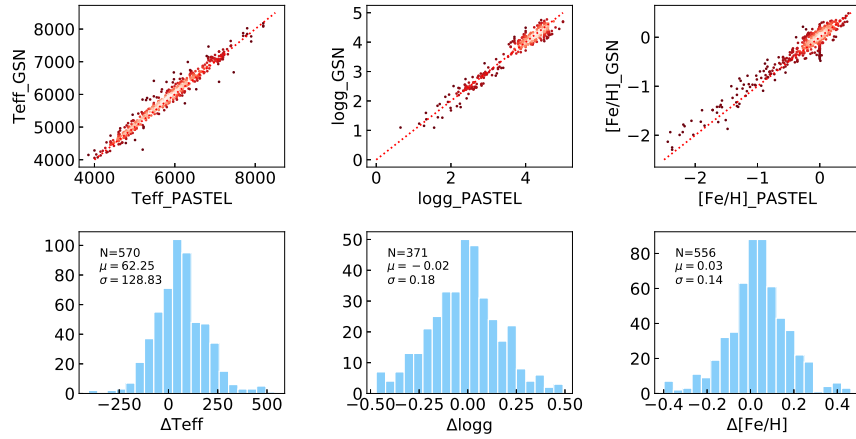 Teff_GSN
8000
7000
6000
5000
4000
4000 6000 8000
Teff_PASTEL
logg_GSN
5
4
3
2
1
0
0 2 4
logg_PASTEL
[Fe/H]_GSN
0
−1
−2
−2 −1 0
[Fe/H]_PASTEL
100
80
60
40
20
0
N=570
μ = 62.25
σ = 128.83
−250 0 250 500
ΔTeff
50
40
30
20
10
0
N=371
μ = −0.02
σ = 0.18
−0.50 −0.25 0.00 0.25 0.50
Δlogg
80
60
40
20
0
N=556
μ = 0.03
σ = 0.14
−0.4 −0.2 0.0 0.2 0.4
Δ[Fe/H]